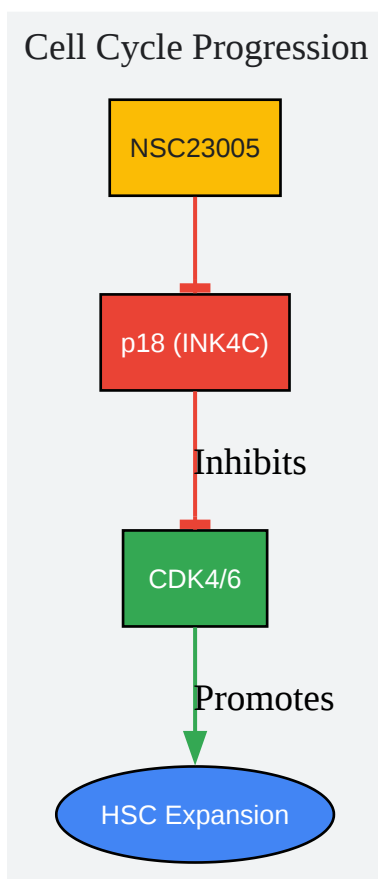 Cell Cycle Progression
NSC23005
p18 (INK4C)
Inhibits
CDK4/6
Promotes
HSC Expansion